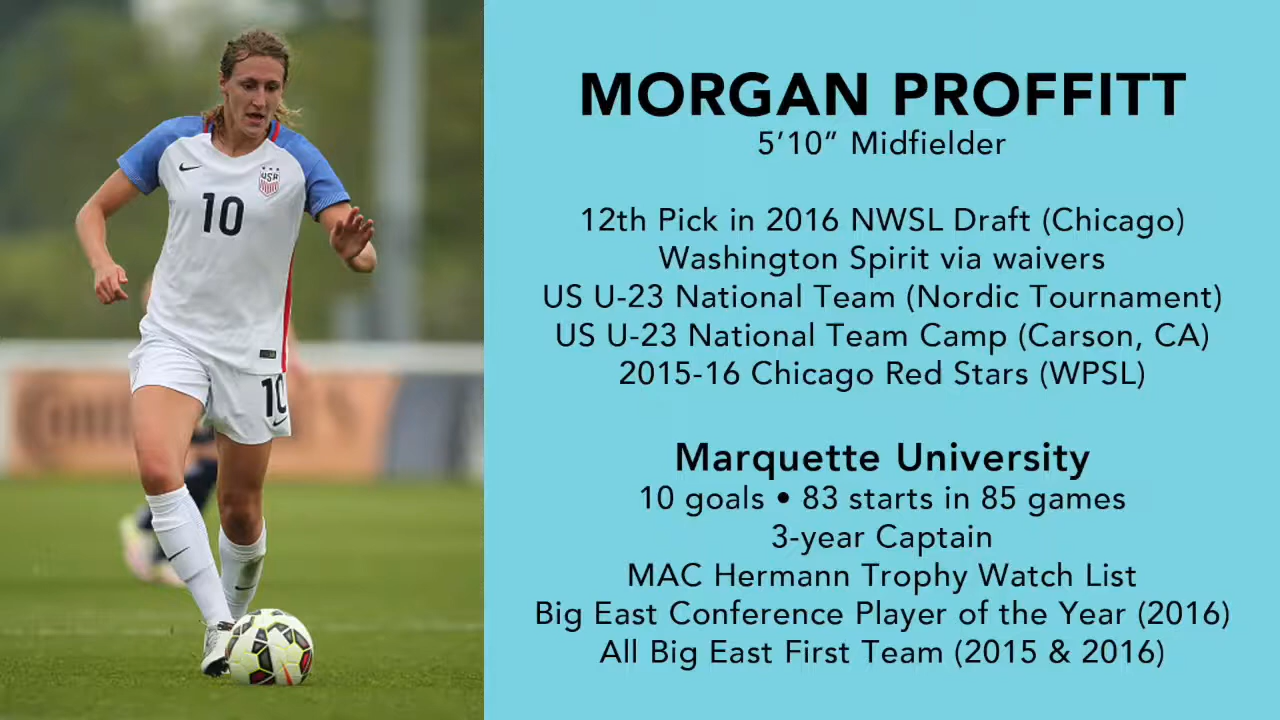 MORGAN PROFFITT
5’10” Midfielder
12th Pick in 2016 NWSL Draft (Chicago)
Washington Spirit via waivers
US U-23 National Team (Nordic Tournament)
US U-23 National Team Camp (Carson, CA)
2015-16 Chicago Red Stars (WPSL)
Marquette University
10 goals • 83 starts in 85 games
3-year Captain
MAC Hermann Trophy Watch List
Big East Conference Player of the Year (2016)
All Big East First Team (2015 & 2016)
USA
10
10